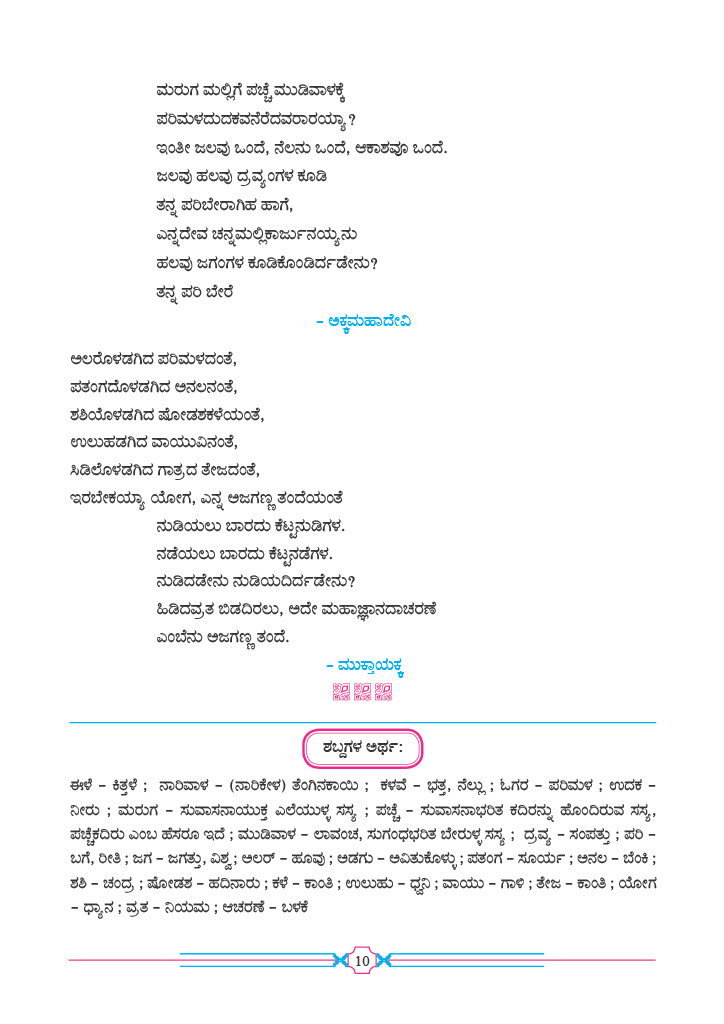 ಮರುಗ ಮಲ್ಲಿಗೆ ಪಚ್ಚೆ ಮುಡಿವಾಳಕ್ಕೆ
ಪರಿಮಳದುದಕವನೆರೆದವರಾರಯ್ಯಾ?
ಇಂತೀ ಜಲವು ಒಂದೆ, ನೆಲನು ಒಂದೆ, ಆಕಾಶವೂ ಒಂದೆ.
ಜಲವು ಹಲವು ದ್ರವ್ಯಂಗಳ ಕೂಡಿ
ತನ್ನ ಪರಿಬೇರಾಗಿಹ ಹಾಗೆ,
ಎನ್ನದೇವ ಚನ್ನಮಲ್ಲಿಕಾರ್ಜುನಯ್ಯನು
ಹಲವು ಜಗಂಗಳ ಕೂಡಿಕೊಂಡಿರ್ದಡೇನು?
ತನ್ನ ಪರಿ ಬೇರೆ
– ಅಕ್ಕಮಹಾದೇವಿ
ಅಲರೊಳಡಗಿದ ಪರಿಮಳದಂತೆ,
ಪತಂಗದೊಳಡಗಿದ ಅನಲನಂತೆ,
ಶಶಿಯೊಳಡಗಿದ ಷೋಡಶಕಳೆಯಂತೆ,
ಉಲುಹಡಗಿದ ವಾಯುವಿನಂತೆ,
ಸಿಡಿಲೊಳಡಗಿದ ಗಾತ್ರದ ತೇಜದಂತೆ,
ಇರಬೇಕಯ್ಯಾ ಯೋಗ, ಎನ್ನ ಅಜಗಣ್ಣ ತಂದೆಯಂತೆ
ನುಡಿಯಲು ಬಾರದು ಕೆಟ್ಟನುಡಿಗಳ.
ನಡೆಯಲು ಬಾರದು ಕೆಟ್ಟನಡೆಗಳ.
ನುಡಿದಡೇನು ನುಡಿಯದಿರ್ದಡೇನು?
ಹಿಡಿದವ್ರತ ಬಿಡದಿರಲು, ಅದೇ ಮಹಾಜ್ಞಾನದಾಚರಣೆ
ಎಂಬೆನು ಅಜಗಣ್ಣ ತಂದೆ.
– ಮುಕ್ತಾಯಕ್ಕ
ಶಬ್ದಗಳ ಅರ್ಥ:
ಈಳೆ – ಕಿತ್ತಳೆ ; ನಾರಿವಾಳ – (ನಾರಿಕೇಳ) ತೆಂಗಿನಕಾಯಿ ; ಕಳವೆ – ಭತ್ತ, ನೆಲ್ಲು ; ಓಗರ – ಪರಿಮಳ ; ಉದಕ –
ನೀರು ; ಮರುಗ – ಸುವಾಸನಾಯುಕ್ತ ಎಲೆಯುಳ್ಳ ಸಸ್ಯ ; ಪಚ್ಚೆ – ಸುವಾಸನಾಭರಿತ ಕದಿರನ್ನು ಹೊಂದಿರುವ ಸಸ್ಯ,
ಪಚ್ಚೆಕದಿರು ಎಂಬ ಹೆಸರೂ ಇದೆ ; ಮುಡಿವಾಳ – ಲಾವಂಚ, ಸುಗಂಧಭರಿತ ಬೇರುಳ್ಳ ಸಸ್ಯ ; ದ್ರವ್ಯ – ಸಂಪತ್ತು ; ಪರಿ –
ಬಗೆ, ರೀತಿ ; ಜಗ – ಜಗತ್ತು, ವಿಶ್ವ ; ಅಲರ್ – ಹೂವು ; ಅಡಗು – ಅವಿತುಕೊಳ್ಳು ; ಪತಂಗ – ಸೂರ್ಯ ; ಅನಲ – ಬೆಂಕಿ ;
ಶಶಿ – ಚಂದ್ರ ; ಷೋಡಶ – ಹದಿನಾರು ; ಕಳೆ – ಕಾಂತಿ ; ಉಲುಹು – ಧ್ವನಿ ; ವಾಯು – ಗಾಳಿ ; ತೇಜ – ಕಾಂತಿ ; ಯೋಗ
– ಧ್ಯಾನ ; ವ್ರತ – ನಿಯಮ ; ಆಚರಣೆ – ಬಳಕೆ
10